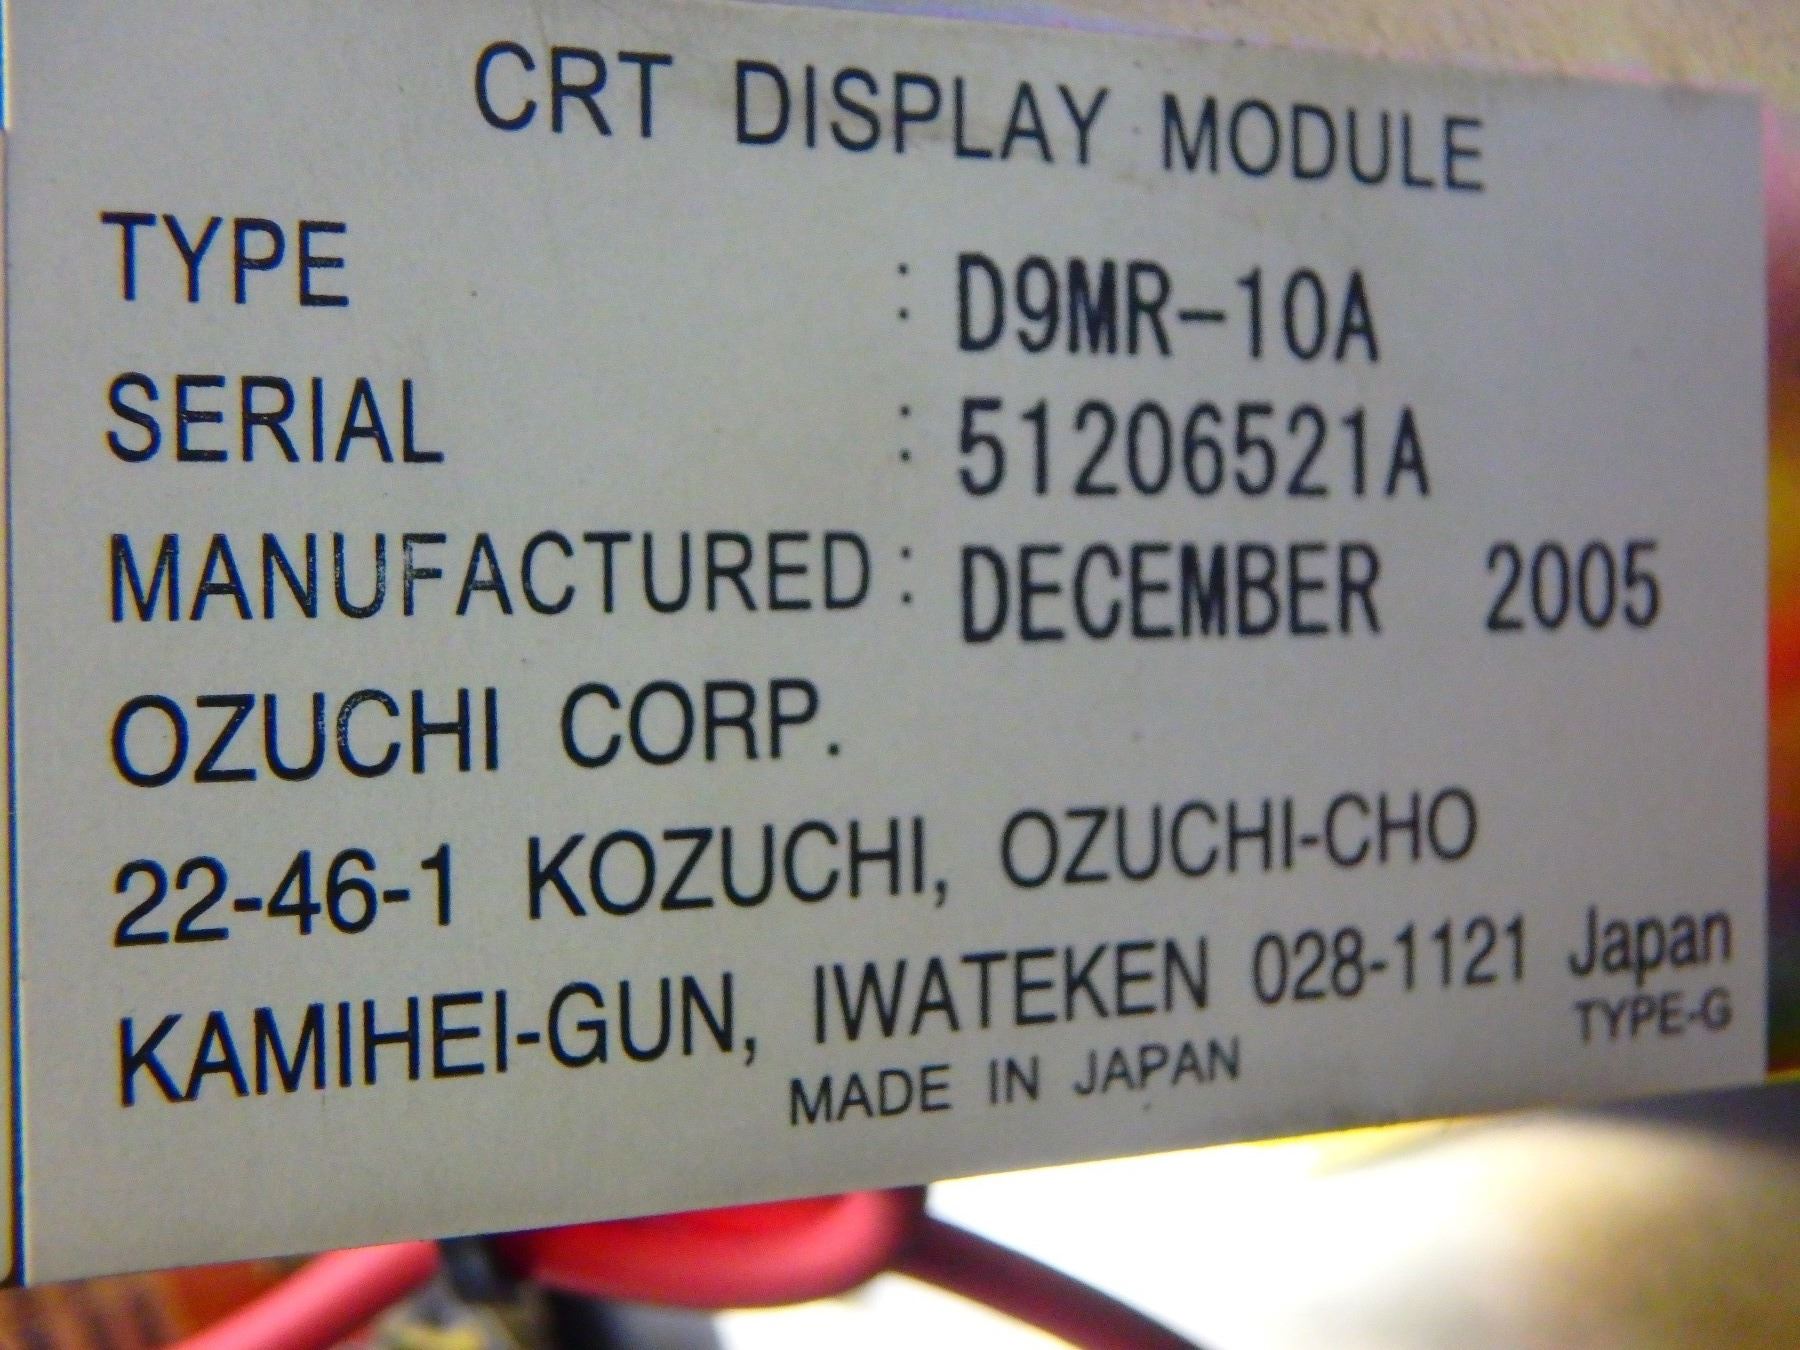 CRT DISPLAY MODULE
TYPE : D9MR-10A
SERIAL : 51206521A
MANUFACTURED : DECEMBER 2005
OZUCHI CORP.
22-46-1 KOZUCHI, OZUCHI-CHO
KAMIHEI-GUN, IWATEKEN 028-1121 Japan
MADE IN JAPAN TYPE-G